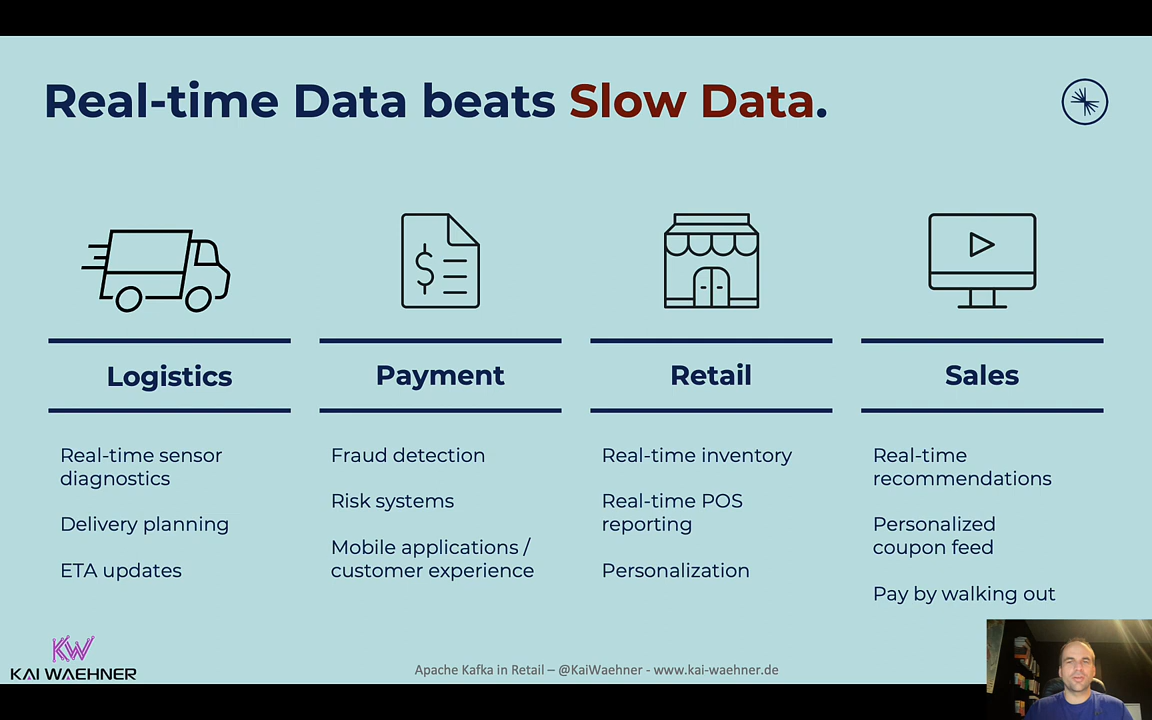 Real-time Data beats Slow Data.
Logistics
Real-time sensor
diagnostics
Delivery planning
ETA updates
$
Payment
Fraud detection
Risk systems
Mobile applications /
customer experience
Retail
Real-time inventory
Real-time POS
reporting
Personalization
Sales
Real-time
recommendations
Personalized
coupon feed
Pay by walking out
KW
KAI WAEHNER
Apache Kafka in Retail – @KaiWaehner - www.kai-waehner.de